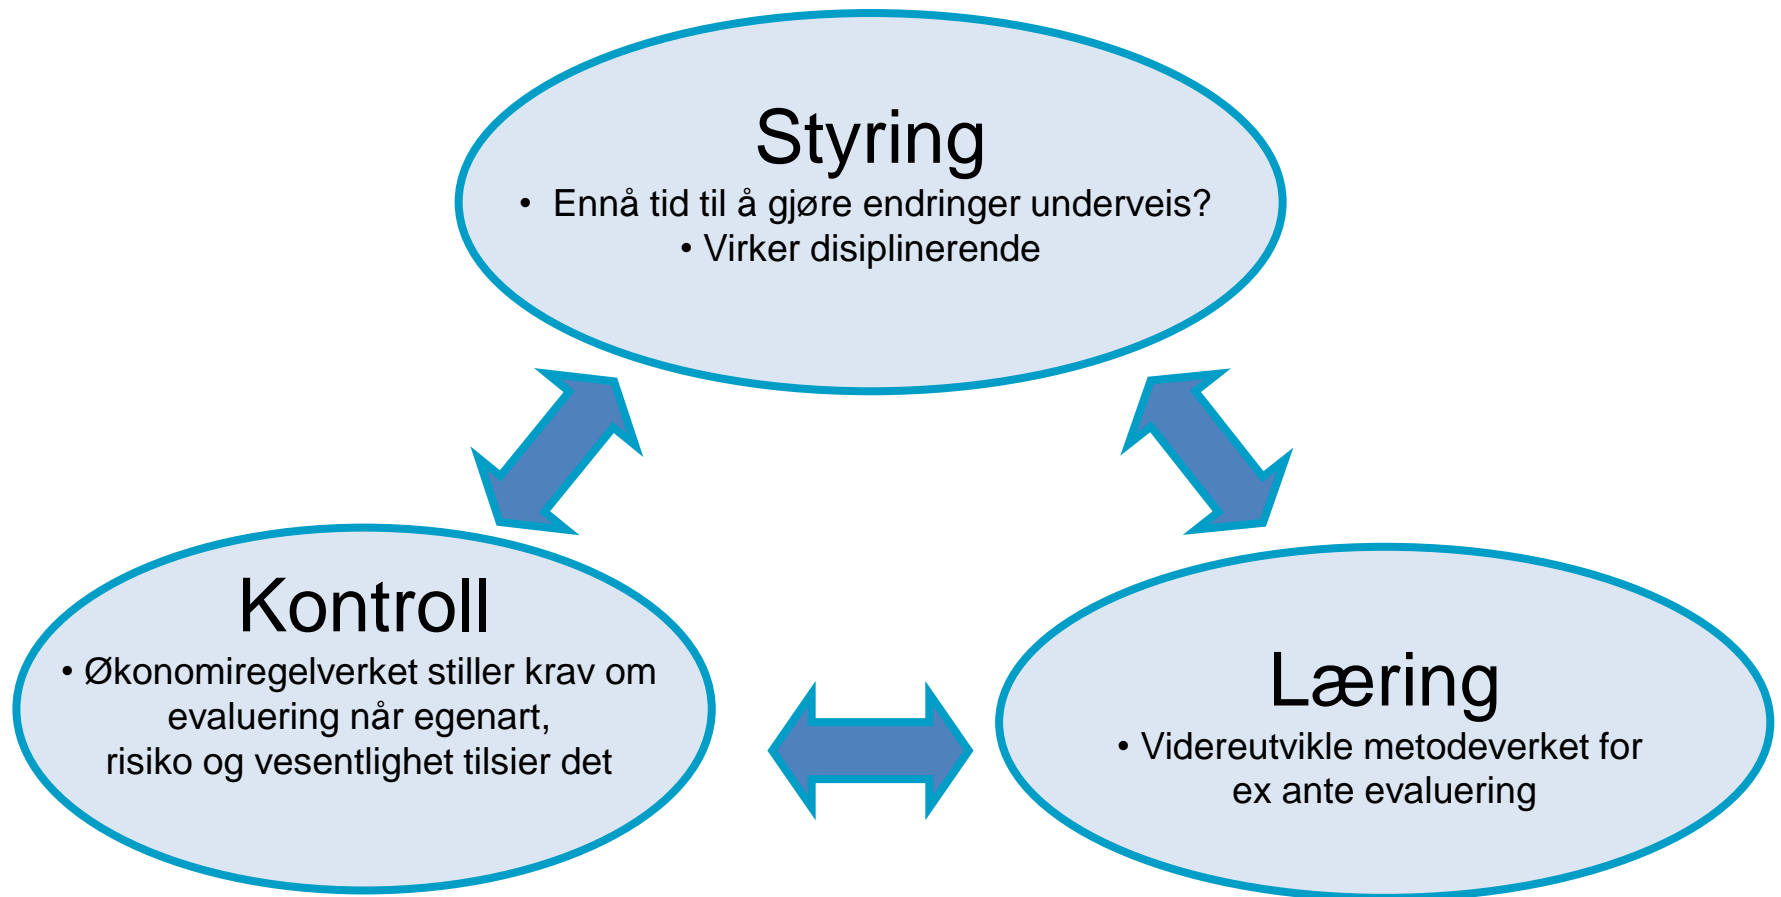 Styring
• Ennå tid til å gjøre endringer underveis?
• Virker disiplinerende
Kontroll
• Økonomiregelverket stiller krav om
evaluering når egenart,
risiko og vesentlighet tilsier det
Læring
• Videreutvikle metodeverket for
ex ante evaluering